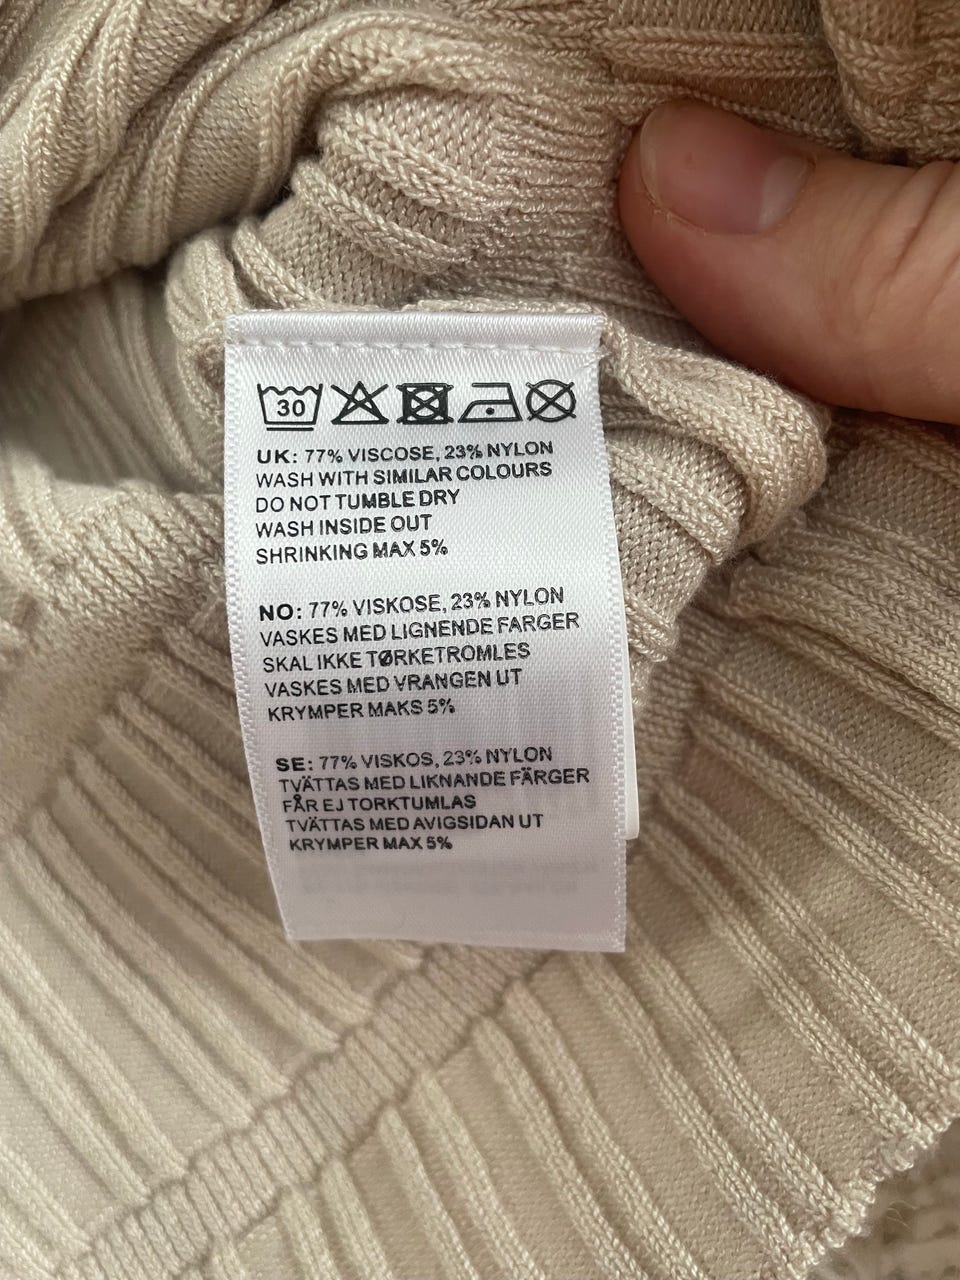 30
UK: 77% VISCOSE, 23% NYLON
WASH WITH SIMILAR COLOURS
DO NOT TUMBLE DRY
WASH INSIDE OUT
SHRINKING MAX 5%
NO: 77% VISKOSE, 23% NYLON
VASKES MED LIGNENDE FARGER
SKAL IKKE TØRKETROMLES
VASKES MED VRANGEN UT
KRYMPER MAKS 5%
SE: 77% VISKOS, 23% NYLON
TVÄTTAS MED LIKNANDE FÄRGER
FÅR EJ TORKTUMLAS
TVÄTTAS MED AVIGSIDAN UT
KRYMPER MAX 5%